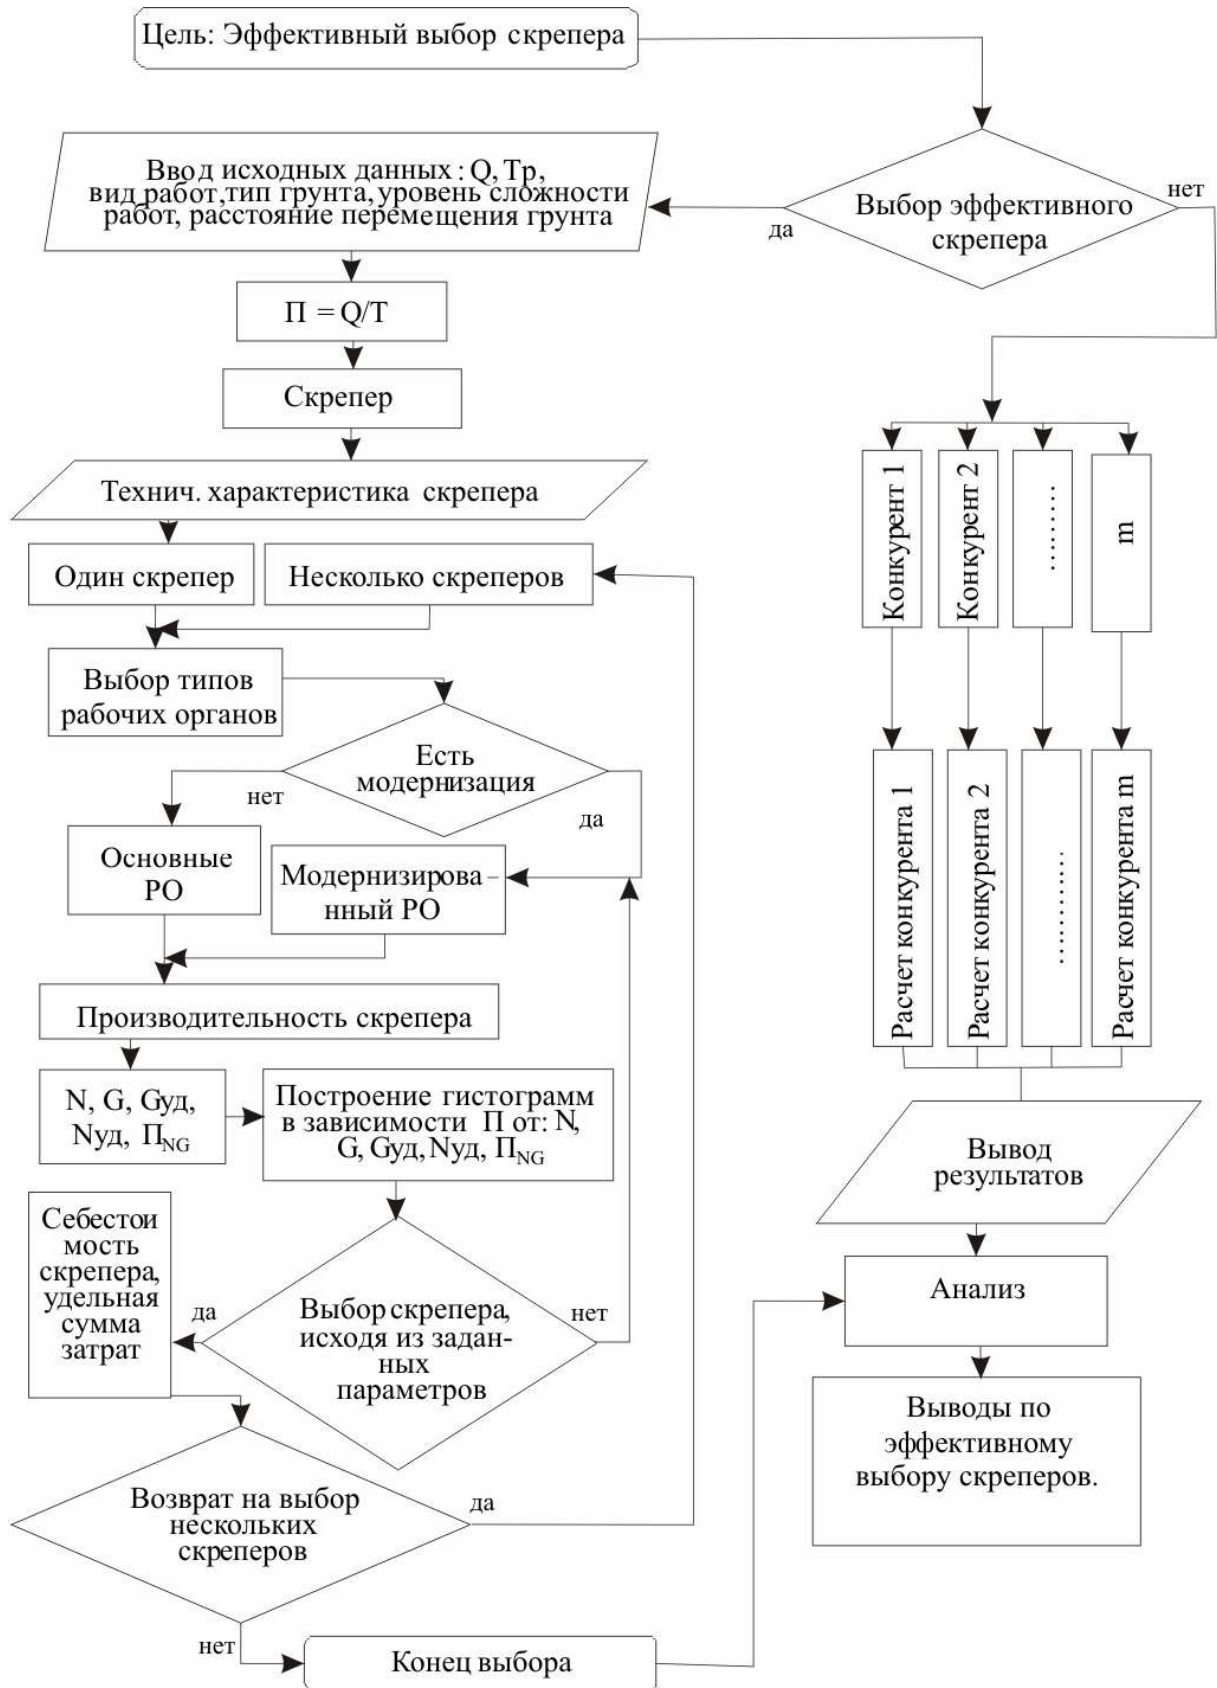 Цель: Эффективный выбор скрепера
Ввод исходных данных: Q, Тр,
вид работ, тип грунта, уровень сложности
работ, расстояние перемещения грунта
да
Выбор эффективного
скрепера
нет
П = Q/T
Скрепер
Технич. характеристика скрепера
Один скрепер
Несколько скреперов
Выбор типов
рабочих органов
Есть
модернизация
нет
да
Основные
РО
Модернизирова–
нный РО
Производительность скрепера
N, G, Gуд,
Nуд, ПNG
Построение гистограмм
в зависимости П от: N,
G, Gуд, Nуд, ПNG
Себестои
мость
скрепера,
удельная
сумма
затрат
да
Выбор скрепера,
исходя из задан-
ных
параметров
нет
Возврат на выбор
нескольких
скреперов
да
нет
Конец выбора
Конкурент 1
Конкурент 2
.........
m
Расчет конкурента 1
Расчет конкурента 2
...........
Расчет конкурента m
Вывод
результатов
Анализ
Выводы по
эффективному
выбору скреперов.